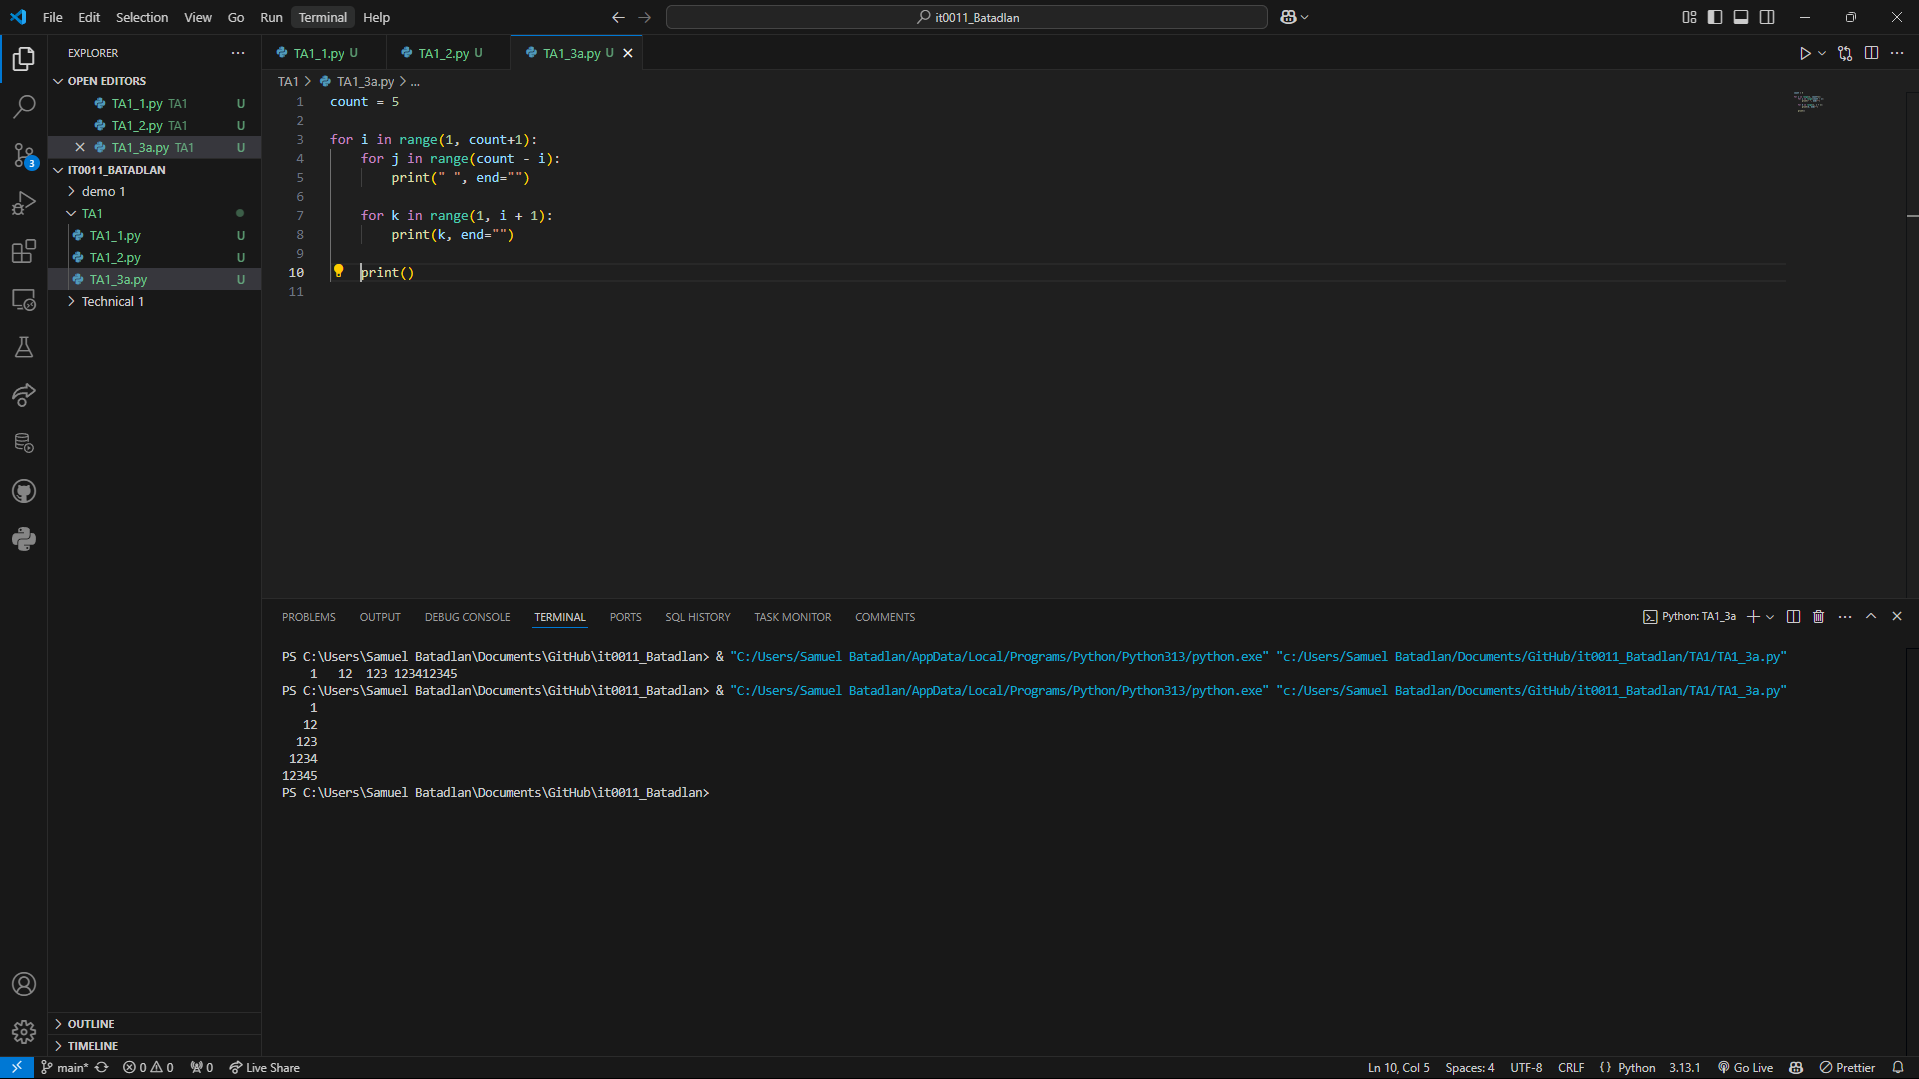 File Edit Selection View Go Run Terminal Help
it0011_Batadlan
EXPLORER
OPEN EDITORS
TA1_1.py TA1 U
TA1_2.py TA1 U
TA1_3a.py TA1 U
3
IT0011_BATADLAN
demo 1
TA1
TA1_1.py U
TA1_2.py U
TA1_3a.py U
Technical 1
OUTLINE
TIMELINE
TA1_1.py U TA1_2.py U TA1_3a.py U
TA1 > TA1_3a.py > ...
1 count = 5
2
3 for i in range(1, count+1):
4     for j in range(count - i):
5         print(" ", end="")
6
7     for k in range(1, i + 1):
8         print(k, end="")
9
10     print()
11
PROBLEMS OUTPUT DEBUG CONSOLE TERMINAL PORTS SQL HISTORY TASK MONITOR COMMENTS
Python: TA1_3a
PS C:\Users\Samuel Batadlan\Documents\GitHub\it0011_Batadlan> & "C:/Users/Samuel Batadlan/AppData/Local/Programs/Python/Python313/python.exe" "c:/Users/Samuel Batadlan/Documents/GitHub/it0011_Batadlan/TA1/TA1_3a.py"
    1   12  123 123412345
PS C:\Users\Samuel Batadlan\Documents\GitHub\it0011_Batadlan> & "C:/Users/Samuel Batadlan/AppData/Local/Programs/Python/Python313/python.exe" "c:/Users/Samuel Batadlan/Documents/GitHub/it0011_Batadlan/TA1/TA1_3a.py"
    1
   12
  123
 1234
12345
PS C:\Users\Samuel Batadlan\Documents\GitHub\it0011_Batadlan>
main* 0 0 0 Live Share
Ln 10, Col 5 Spaces: 4 UTF-8 CRLF {} Python 3.13.1 Go Live Prettier